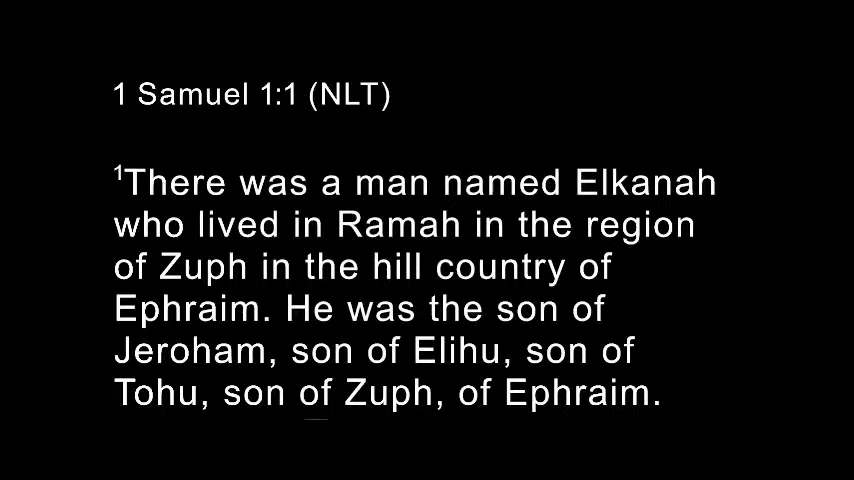 1 Samuel 1:1 (NLT)
¹There was a man named Elkanah
who lived in Ramah in the region
of Zuph in the hill country of
Ephraim. He was the son of
Jeroham, son of Elihu, son of
Tohu, son of Zuph, of Ephraim.